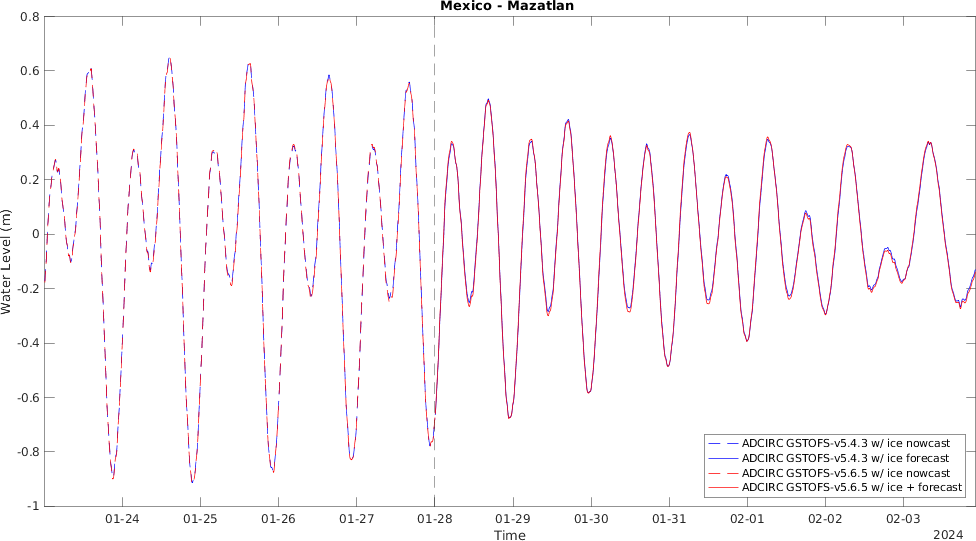 Mexico - Mazatlan
0.8
0.6
0.4
0.2
0
-0.2
-0.4
-0.6
-0.8
-1
Water Level (m)
01-24 01-25 01-26 01-27 01-28 01-29 01-30 01-31 02-01 02-02 02-03
Time
2024
ADCIRC GSTOFS-v5.4.3 w/ ice nowcast
ADCIRC GSTOFS-v5.4.3 w/ ice forecast
ADCIRC GSTOFS-v5.6.5 w/ ice nowcast
ADCIRC GSTOFS-v5.6.5 w/ ice + forecast